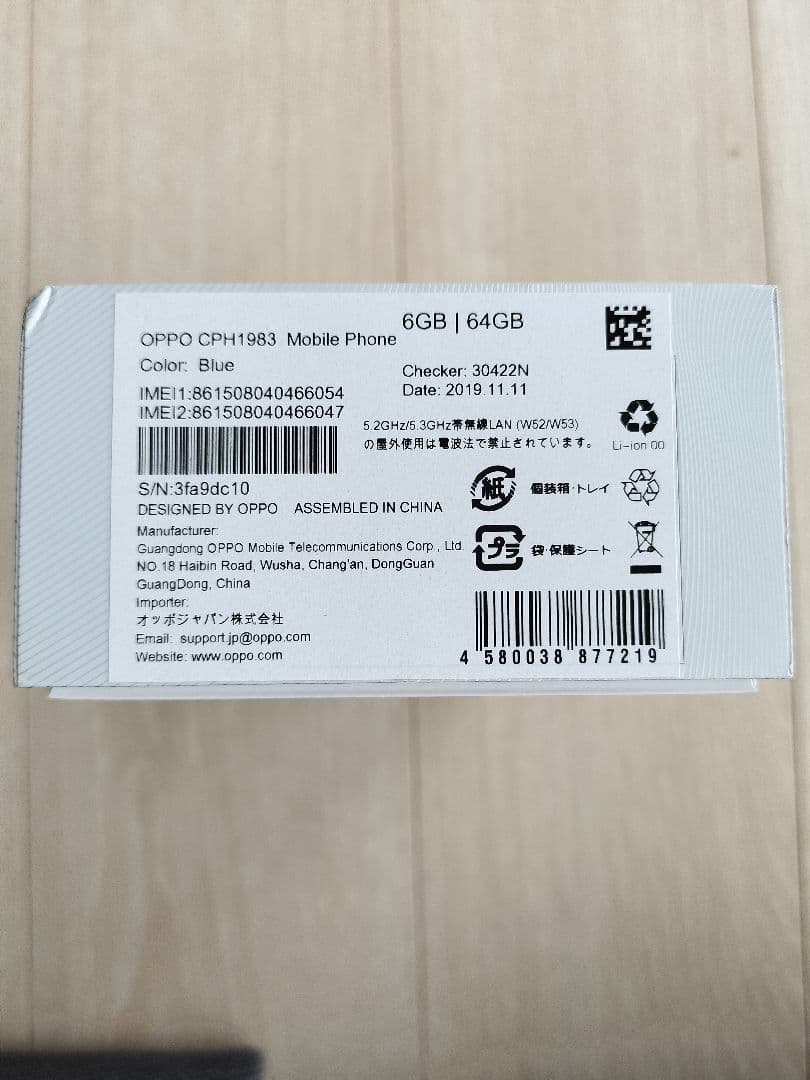 6GB | 64GB
OPPO CPH1983 Mobile Phone
Color: Blue
Checker: 30422N
Date: 2019.11.11
IMEI1:861508040466054
IMEI2:861508040466047
5.2GHz/5.3GHz帯無線LAN (W52/W53)
の屋外使用は電波法で禁止されています。
Li-ion 00
S/N:3fa9dc10
紙 個装箱・トレイ
DESIGNED BY OPPO ASSEMBLED IN CHINA
Manufacturer:
Guangdong OPPO Mobile Telecommunications Corp., Ltd.
NO.18 Haibin Road, Wusha, Chang'an, DongGuan
GuangDong, China
プラ 袋・保護シート
Importer:
オッポジャパン株式会社
Email: support.jp@oppo.com
Website: www.oppo.com
4 580038 877219